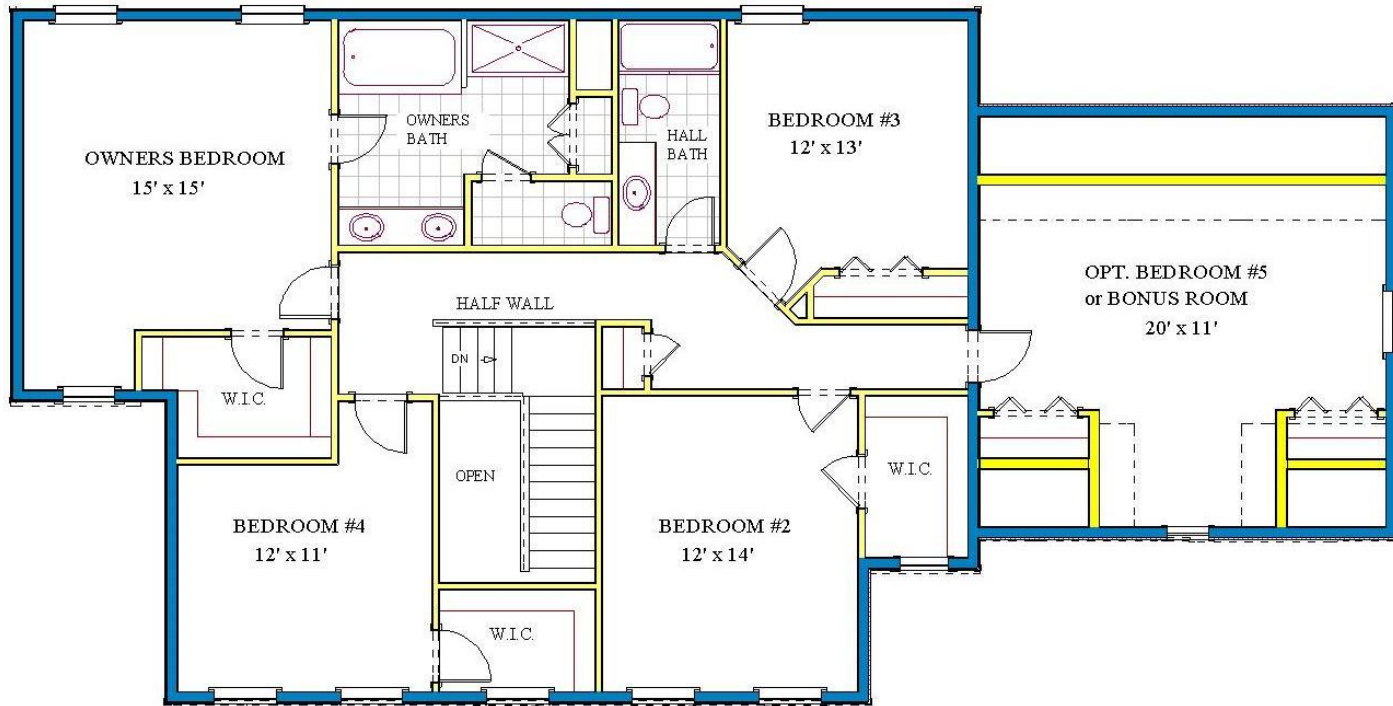 OWNERS BEDROOM
15' x 15'
OWNERS
BATH
HALL
BATH
BEDROOM #3
12' x 13'
OPT. BEDROOM #5
or BONUS ROOM
20' x 11'
HALF WALL
DN
W.I.C.
OPEN
W.I.C.
BEDROOM #4
12' x 11'
BEDROOM #2
12' x 14'
W.I.C.